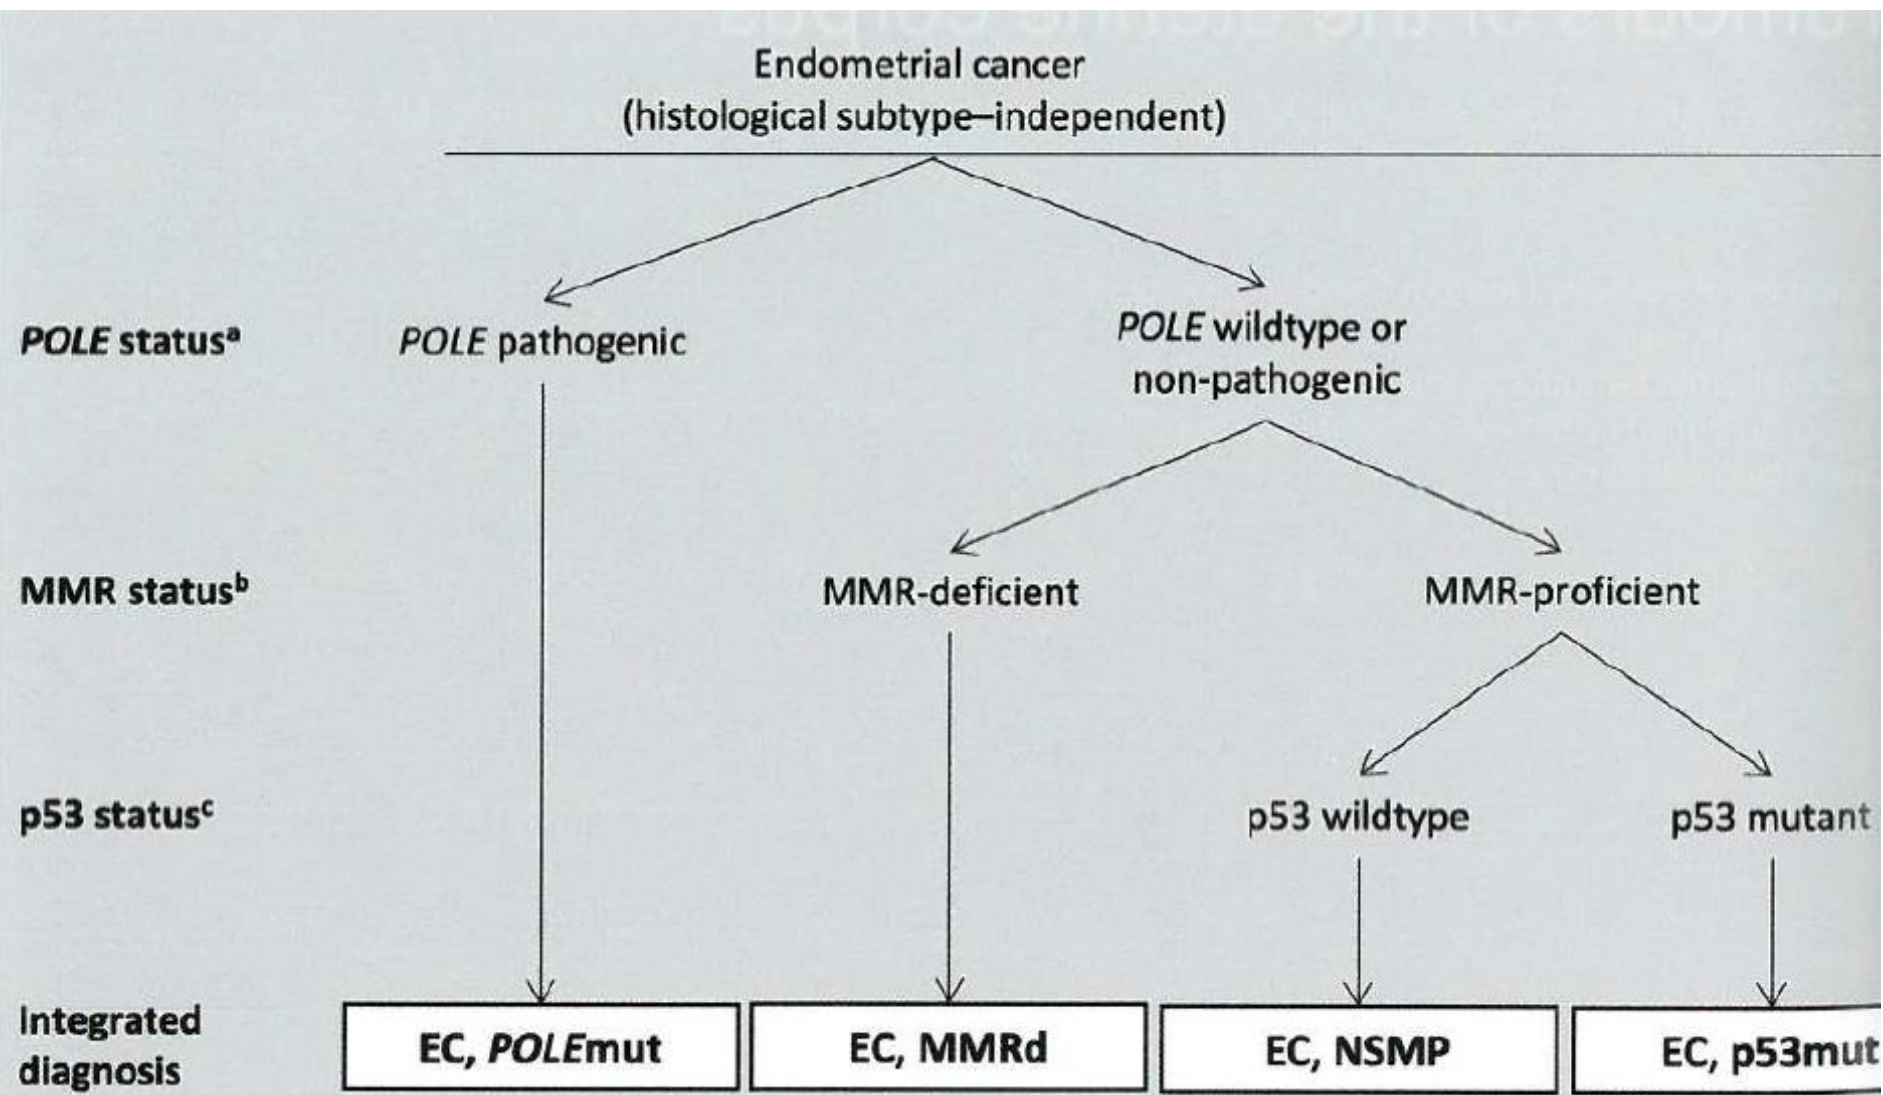 Endometrial cancer
(histological subtype–independent)
POLE statusᵃ
POLE pathogenic
POLE wildtype or
non-pathogenic
MMR statusᵇ
MMR-deficient
MMR-proficient
p53 statusᶜ
p53 wildtype
p53 mutant
Integrated
diagnosis
EC, POLEmut
EC, MMRd
EC, NSMP
EC, p53mut